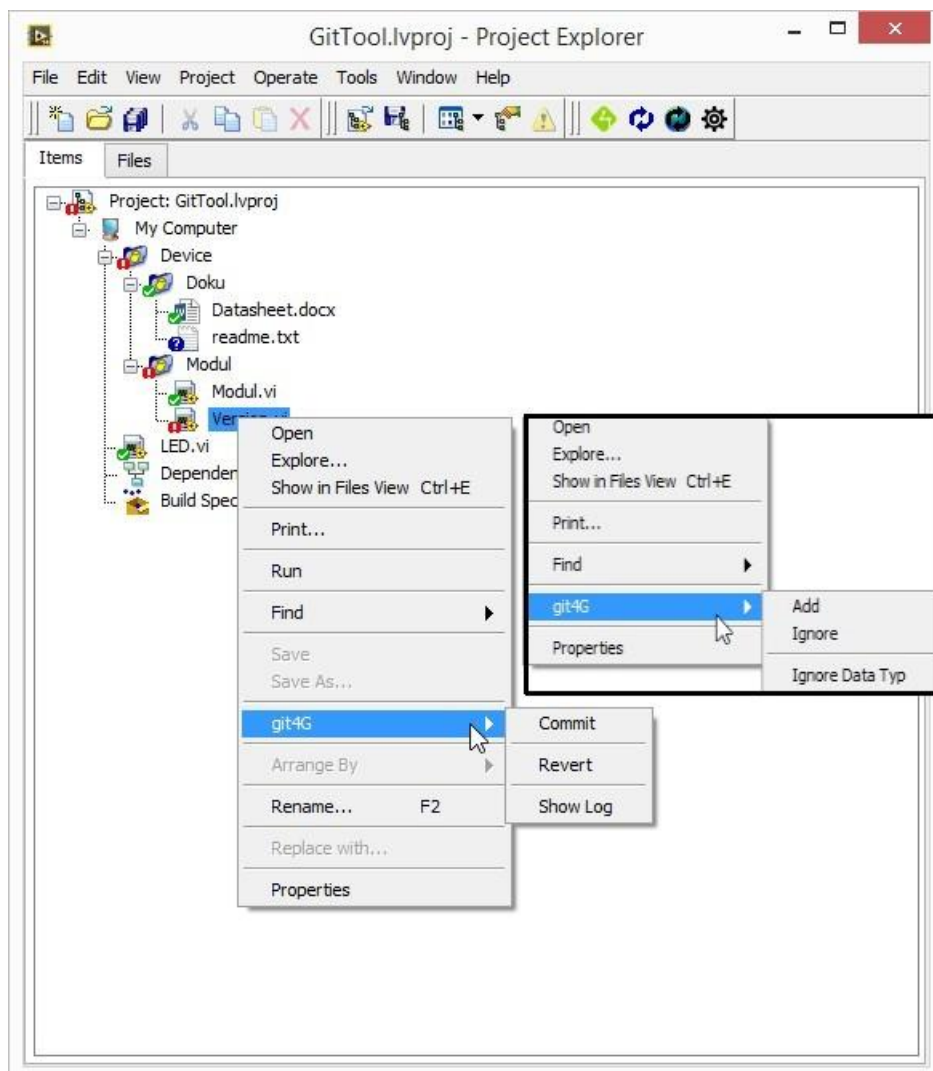 GitTool.lvproj - Project Explorer
File Edit View Project Operate Tools Window Help
Items Files
Project: GitTool.lvproj
My Computer
Device
Doku
Datasheet.docx
readme.txt
Modul
Modul.vi
LED.vi
Dependen
Build Spec
Open
Explore...
Show in Files View Ctrl+E
Print...
Run
Find
Save
Save As...
git4G
Arrange By
Rename... F2
Replace with...
Properties
Commit
Revert
Show Log
Open
Explore...
Show in Files View Ctrl+E
Print...
Find
git4G
Properties
Add
Ignore
Ignore Data Typ